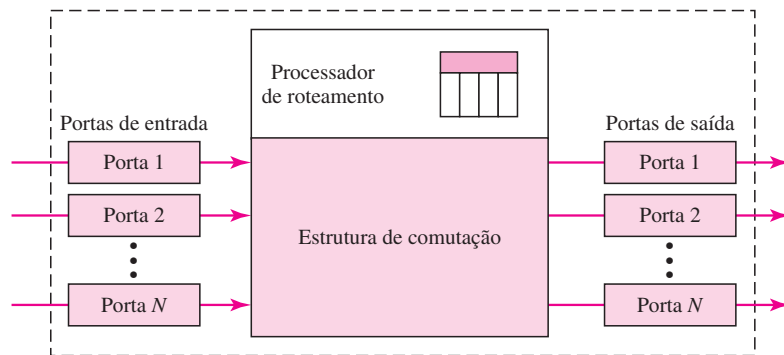 Processador
de roteamento
Portas de entrada
Portas de saída
Porta 1
Porta 1
Porta 2
Porta 2
Estrutura de comutação
Porta N
Porta N